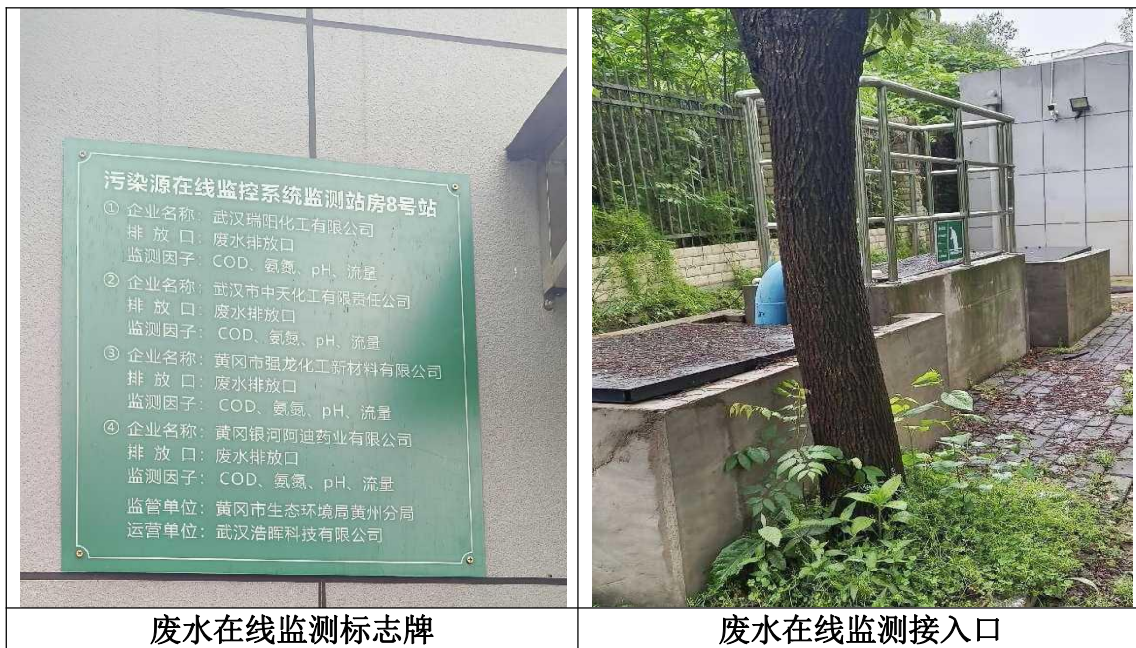 污染源在线监控系统监测站房8号站
① 企业名称：武汉瑞阳化工有限公司
排 放 口：废水排放口
监测因子：COD、氨氮、pH、流量
② 企业名称：武汉市中天化工有限责任公司
排 放 口：废水排放口
监测因子：COD、氨氮、pH、流量
③ 企业名称：黄冈市强龙化工新材料有限公司
排 放 口：废水排放口
监测因子：COD、氨氮、pH、流量
④ 企业名称：黄冈银河阿迪药业有限公司
排 放 口：废水排放口
监测因子：COD、氨氮、pH、流量
监管单位：黄冈市生态环境局黄州分局
运营单位：武汉浩晖科技有限公司
废水在线监测标志牌
废水在线监测接入口